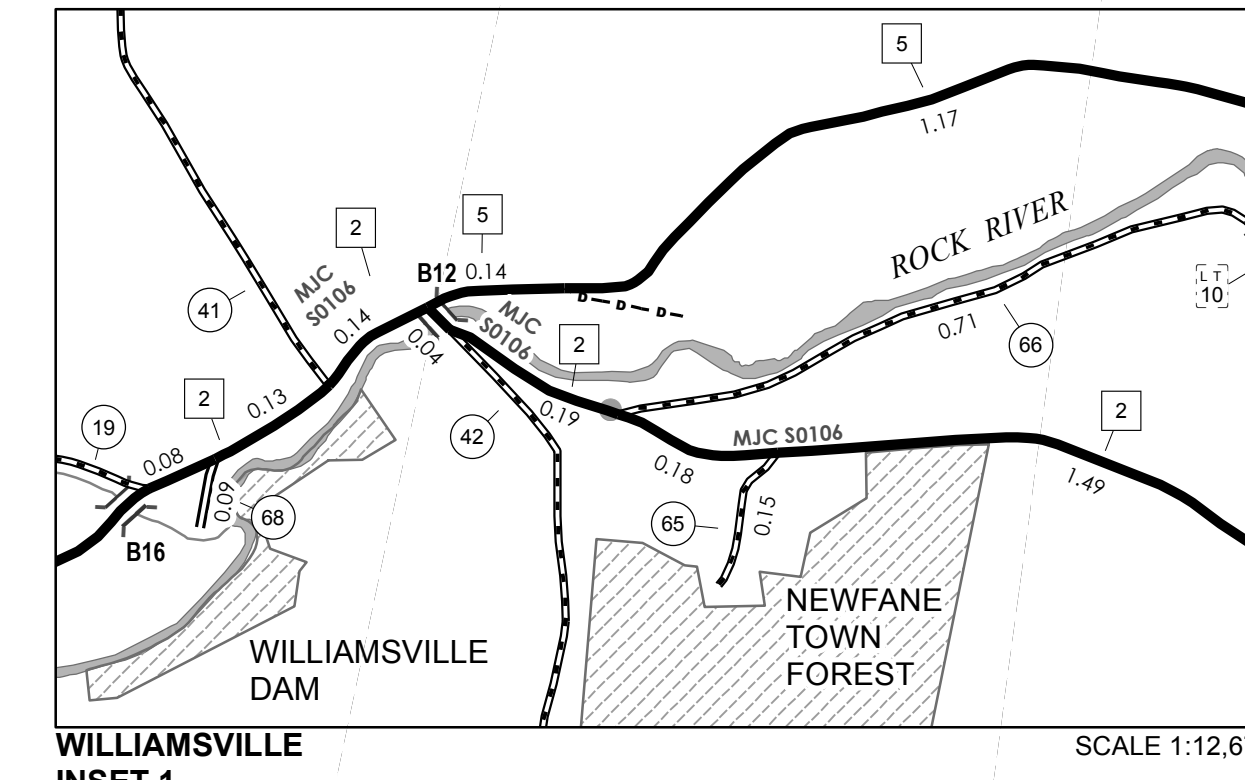 5
1.17
2
5
B12
0.14
MJC
S0106
0.14
41
0.04
MJC
S0106
ROCK RIVER
L T
10
0.71
66
2
2
0.13
19
0.08
0.09
68
B16
42
0.19
0.18
MJC S0106
2
1.49
65
0.15
NEWFANE
TOWN
FOREST
WILLIAMSVILLE
DAM
D D D
WILLIAMSVILLE
SCALE 1:12,6
INSET 1